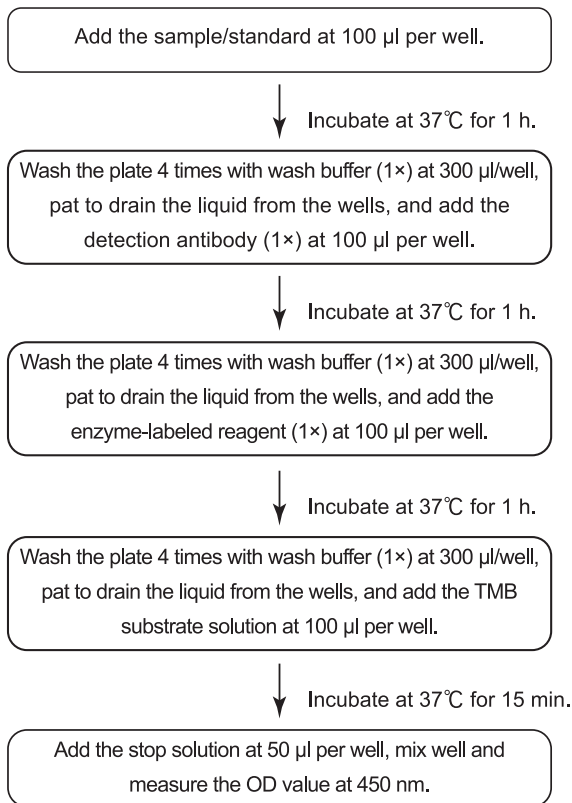 Add the sample/standard at 100 µl per well.
Incubate at 37℃ for 1 h.
Wash the plate 4 times with wash buffer (1×) at 300 µl/well,
pat to drain the liquid from the wells, and add the
detection antibody (1×) at 100 µl per well.
Incubate at 37℃ for 1 h.
Wash the plate 4 times with wash buffer (1×) at 300 µl/well,
pat to drain the liquid from the wells, and add the
enzyme-labeled reagent (1×) at 100 µl per well.
Incubate at 37℃ for 1 h.
Wash the plate 4 times with wash buffer (1×) at 300 µl/well,
pat to drain the liquid from the wells, and add the TMB
substrate solution at 100 µl per well.
Incubate at 37℃ for 15 min.
Add the stop solution at 50 µl per well, mix well and
measure the OD value at 450 nm.